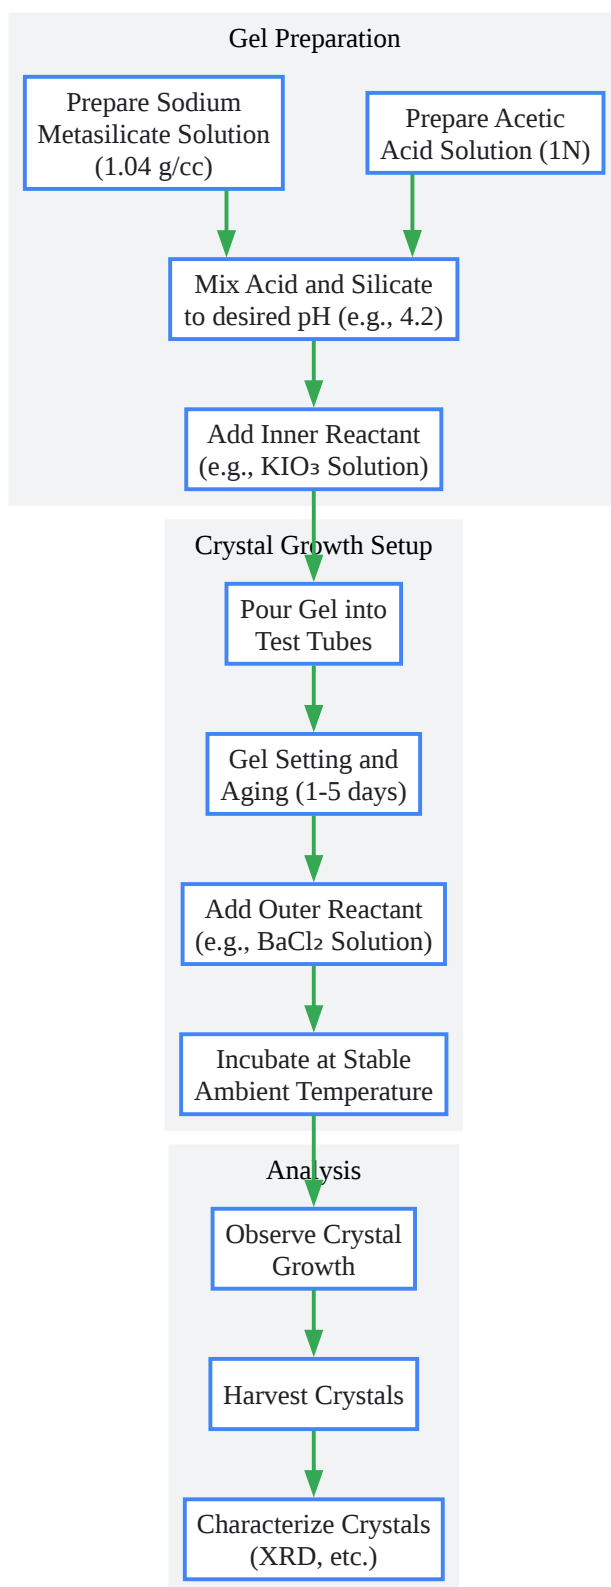 Gel Preparation
Prepare Sodium
Metasilicate Solution
(1.04 g/cc)
Prepare Acetic
Acid Solution (1N)
Mix Acid and Silicate
to desired pH (e.g., 4.2)
Add Inner Reactant
(e.g., KIO₃ Solution)
Crystal Growth Setup
Pour Gel into
Test Tubes
Gel Setting and
Aging (1-5 days)
Add Outer Reactant
(e.g., BaCl₂ Solution)
Incubate at Stable
Ambient Temperature
Analysis
Observe Crystal
Growth
Harvest Crystals
Characterize Crystals
(XRD, etc.)